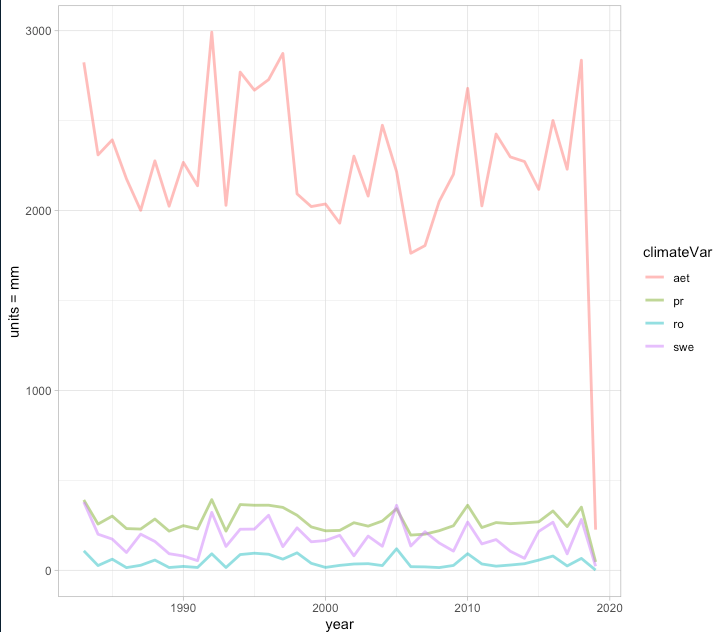 3000
2000
1000
0
units = mm
1990
2000
2010
2020
year
climateVar
aet
pr
ro
swe